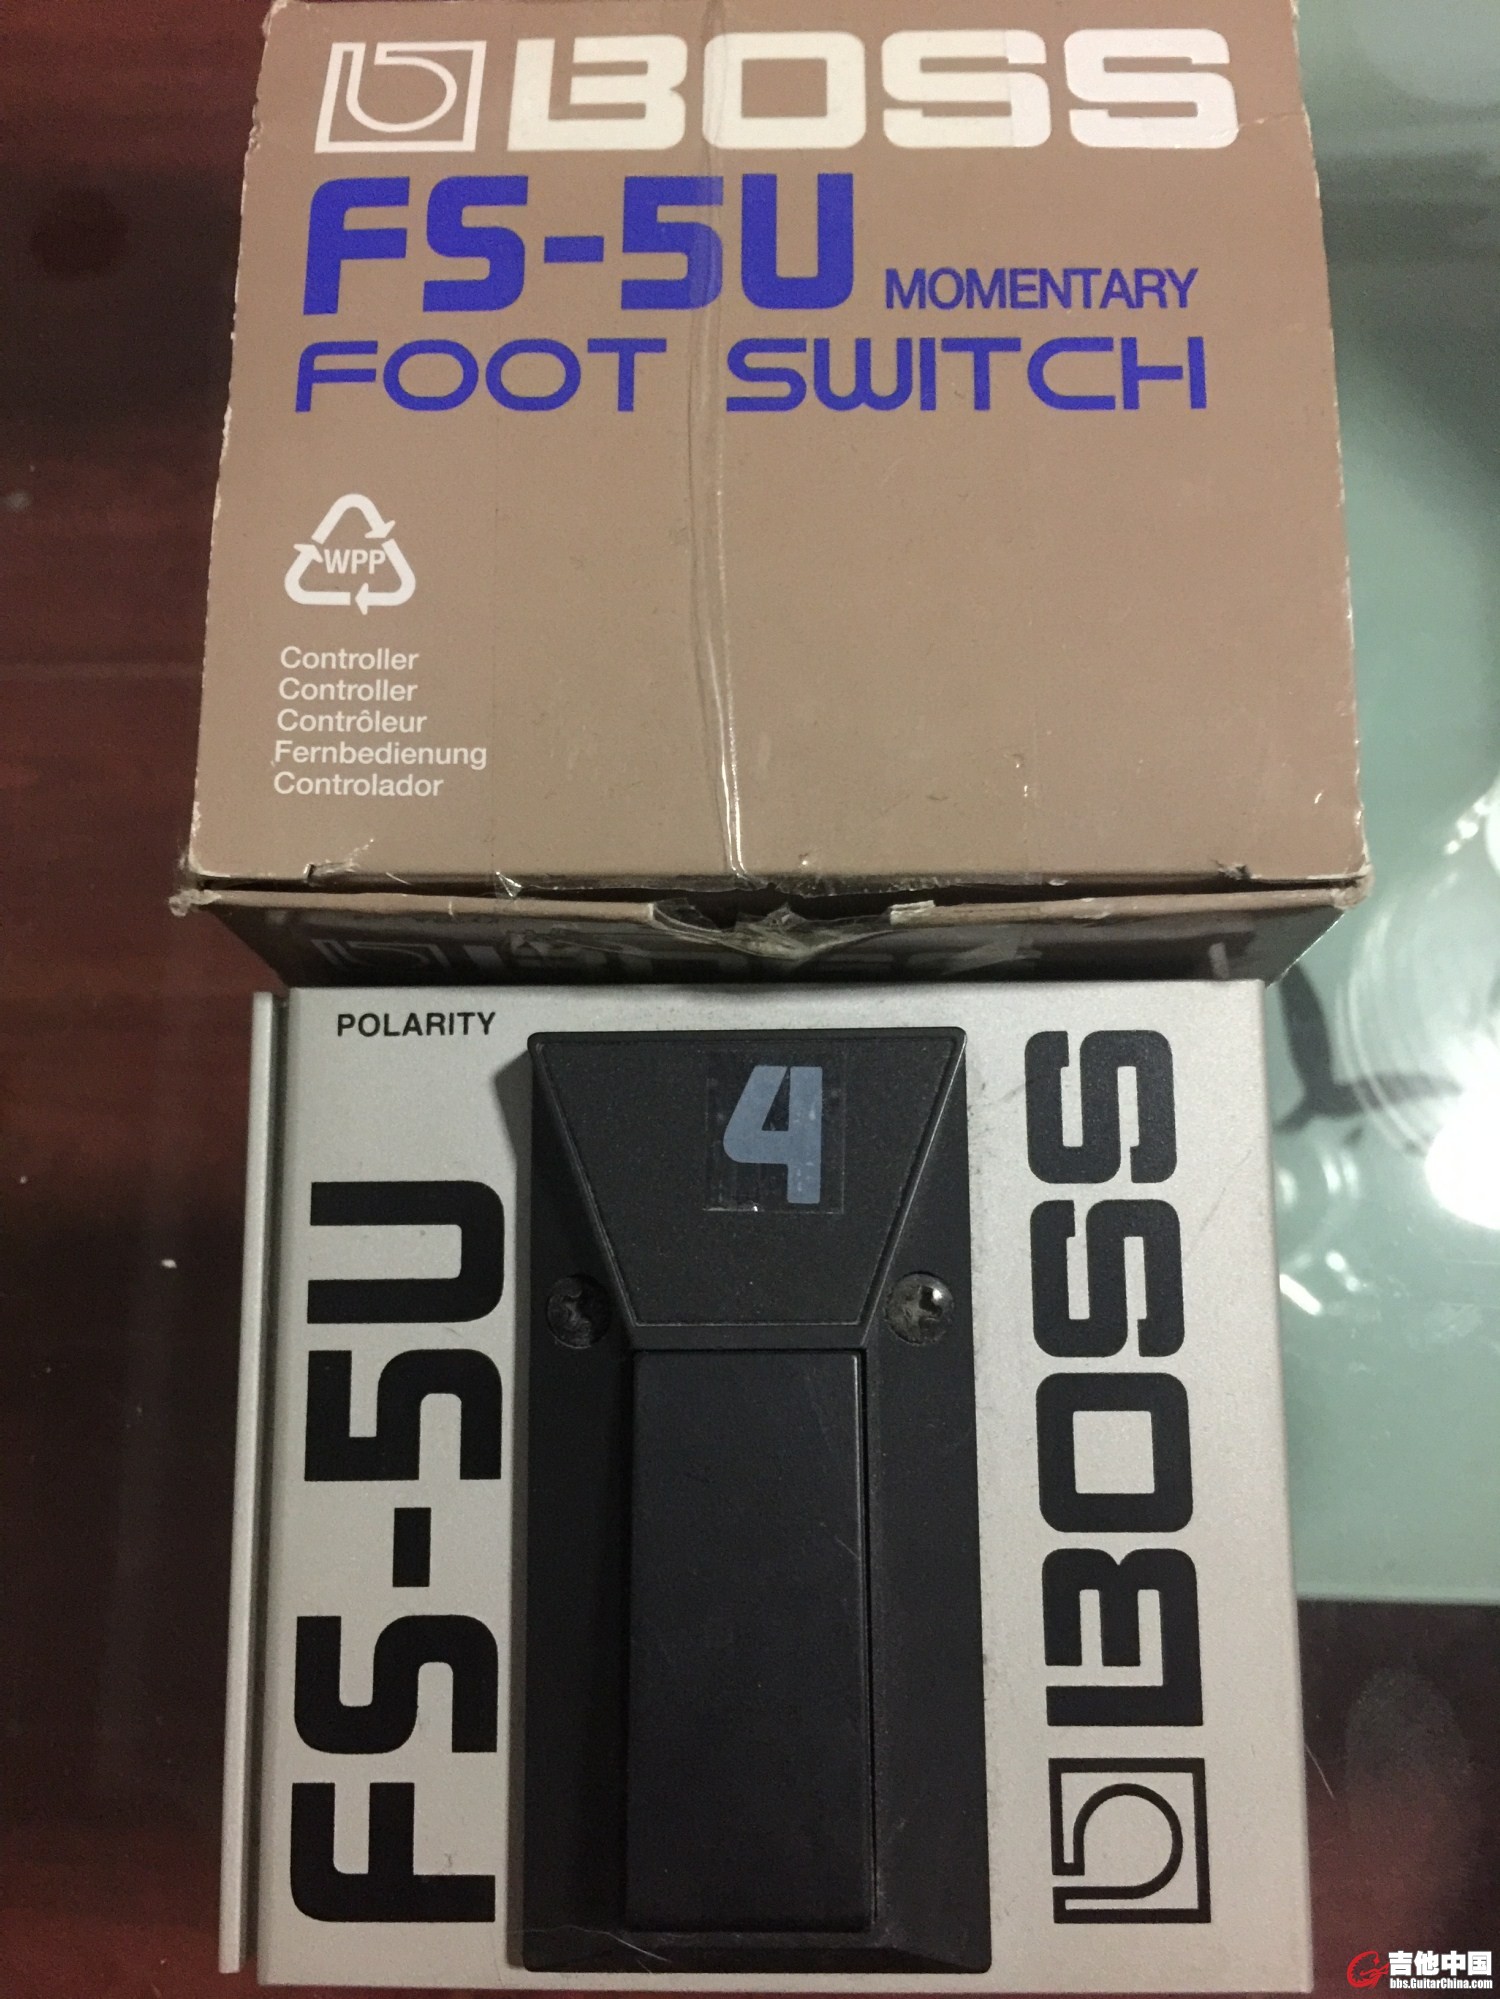 BOSS
FS-5U MOMENTARY
FOOT SWITCH
WPP
Controller
Controller
Contrôleur
Fernbedienung
Controlador
BOSS
POLARITY
4
FS-5U
BOSS
吉他中国
bbs.GuitarChina.com